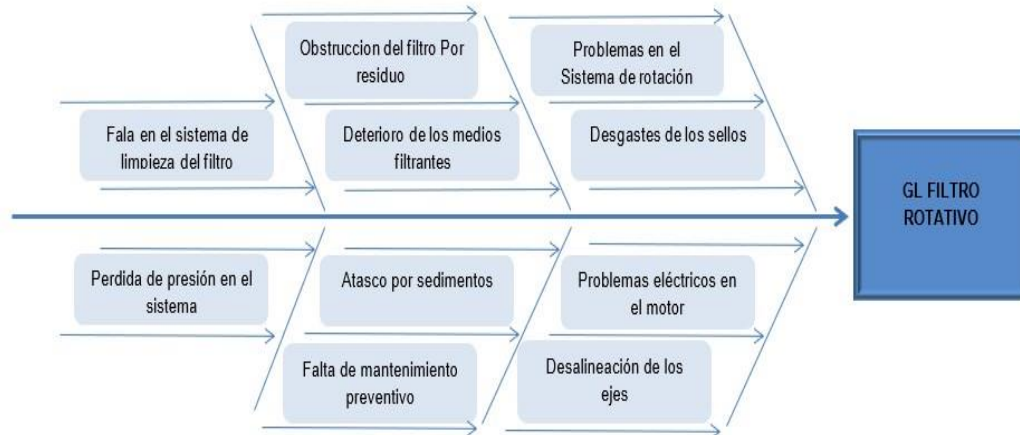 Obstruccion del filtro Por
residuo
Problemas en el
Sistema de rotación
Fala en el sistema de
limpieza del filtro
Deterioro de los medios
filtrantes
Desgastes de los sellos
GL FILTRO
ROTATIVO
Perdida de presión en el
sistema
Atasco por sedimentos
Problemas eléctricos en
el motor
Falta de mantenimiento
preventivo
Desalineación de los
ejes